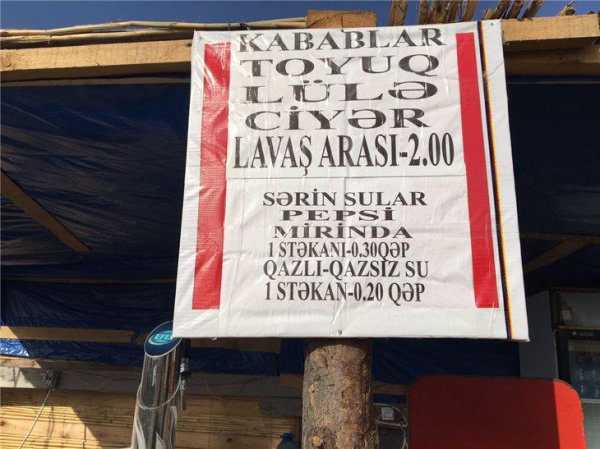 KABABLAR
TOYUQ
LÜLƏ
CİYƏR
LAVAŞ ARASI-2.00
SƏRİN SULAR
PEPSİ
MİRİNDA
1 STƏKANI-0.30QƏP
QAZLI-QAZSIZ SU
1 STƏKAN-0.20 QƏP
EFES